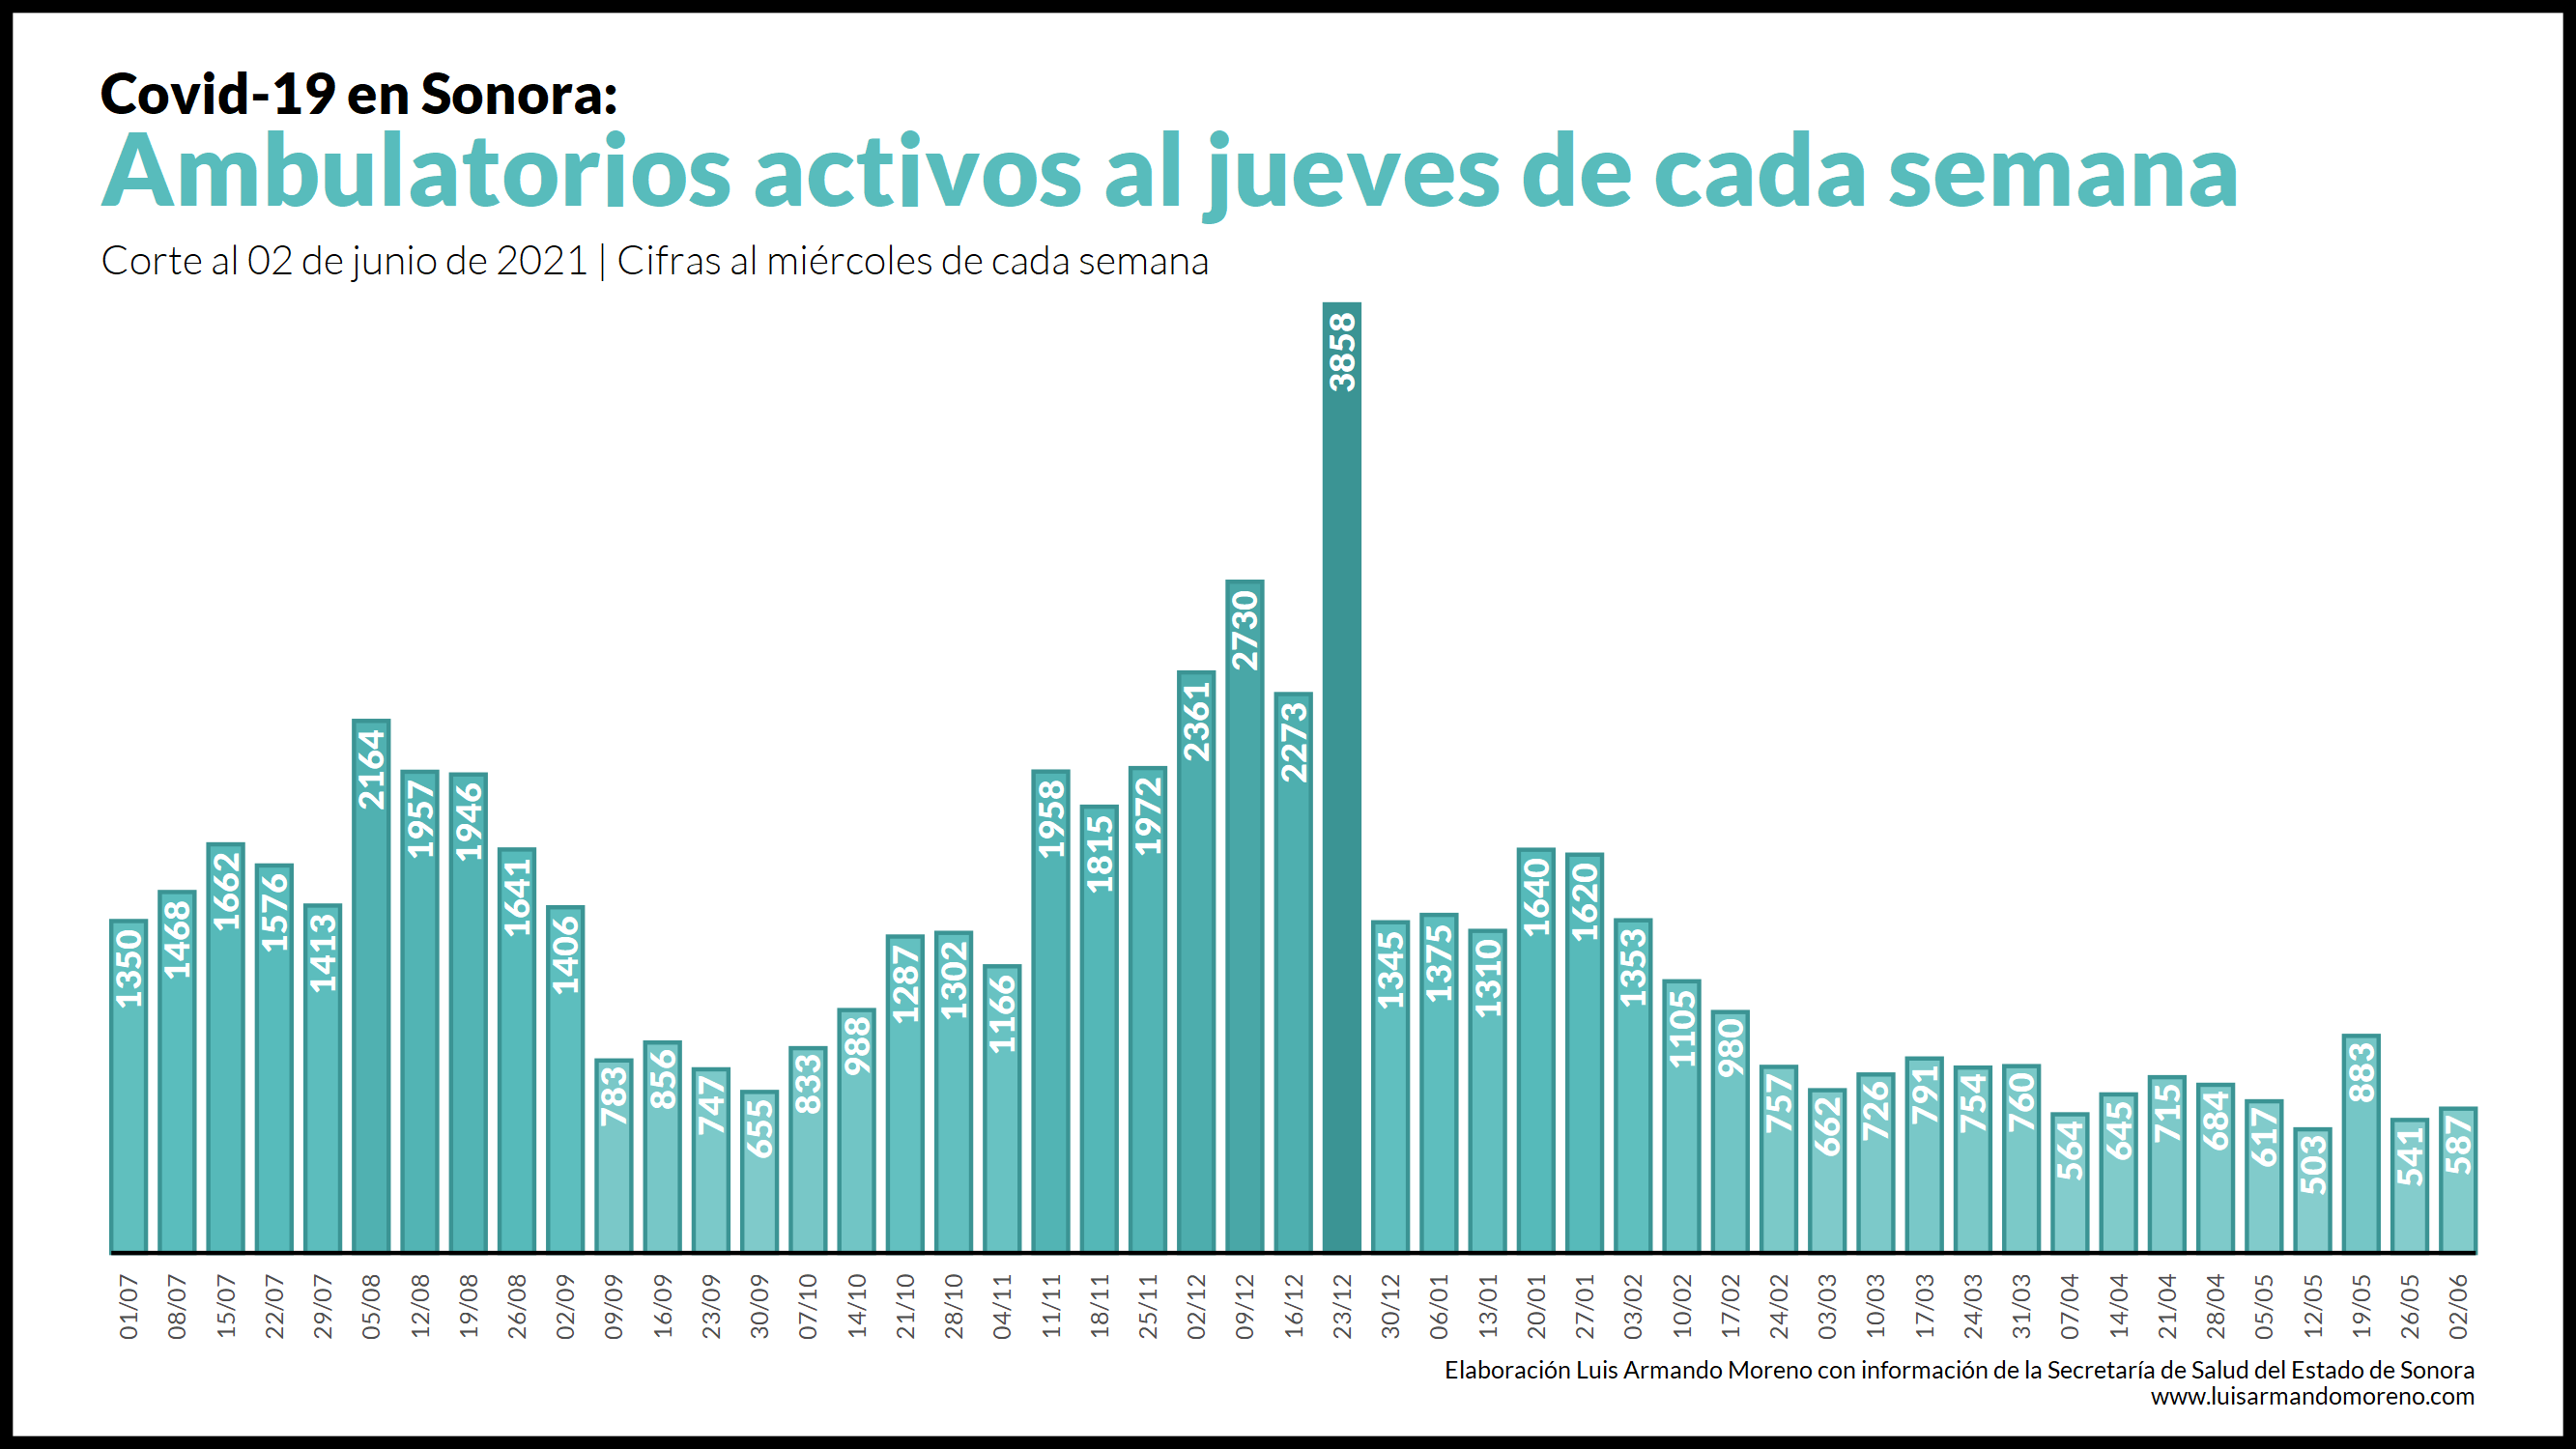 Covid-19 en Sonora:
Ambulatorios activos al jueves de cada semana
Corte al 02 de junio de 2021 | Cifras al miércoles de cada semana
1350 1468 1662 1576 1413 2164 1957 1946 1641 1406 783 856 747 655 833 988 1287 1302 1166 1958 1815 1972 2361 2730 2273 3858 1345 1375 1310 1640 1620 1353 1105 980 757 662 726 791 754 760 564 645 715 684 617 503 883 541 587
01/07 08/07 15/07 22/07 29/07 05/08 12/08 19/08 26/08 02/09 09/09 16/09 23/09 30/09 07/10 14/10 21/10 28/10 04/11 11/11 18/11 25/11 02/12 09/12 16/12 23/12 30/12 06/01 13/01 20/01 27/01 03/02 10/02 17/02 24/02 03/03 10/03 17/03 24/03 31/03 07/04 14/04 21/04 28/04 05/05 12/05 19/05 26/05 02/06
Elaboración Luis Armando Moreno con información de la Secretaría de Salud del Estado de Sonora
www.luisarmandomoreno.com